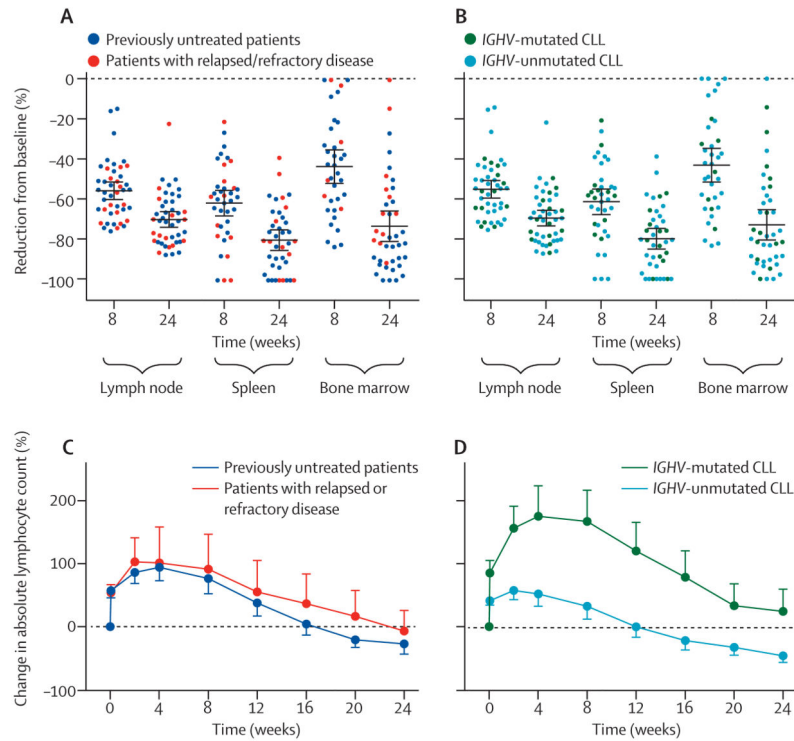 A
Previously untreated patients
Patients with relapsed/refractory disease
Reduction from baseline (%)
0
−20
−40
−60
−80
−100
8 24 8 24 8 24
Time (weeks)
Lymph node Spleen Bone marrow
B
IGHV-mutated CLL
IGHV-unmutated CLL
8 24 8 24 8 24
Time (weeks)
Lymph node Spleen Bone marrow
C
Previously untreated patients
Patients with relapsed or
refractory disease
Change in absolute lymphocyte count (%)
200
100
0
−100
0 4 8 12 16 20 24
Time (weeks)
D
IGHV-mutated CLL
IGHV-unmutated CLL
0 4 8 12 16 20 24
Time (weeks)